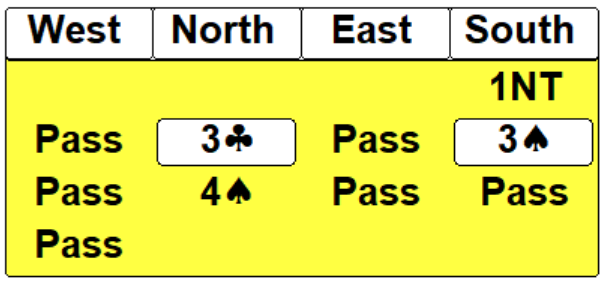 West North East South
1NT
Pass 3♣ Pass 3♠
Pass 4♠ Pass Pass
Pass